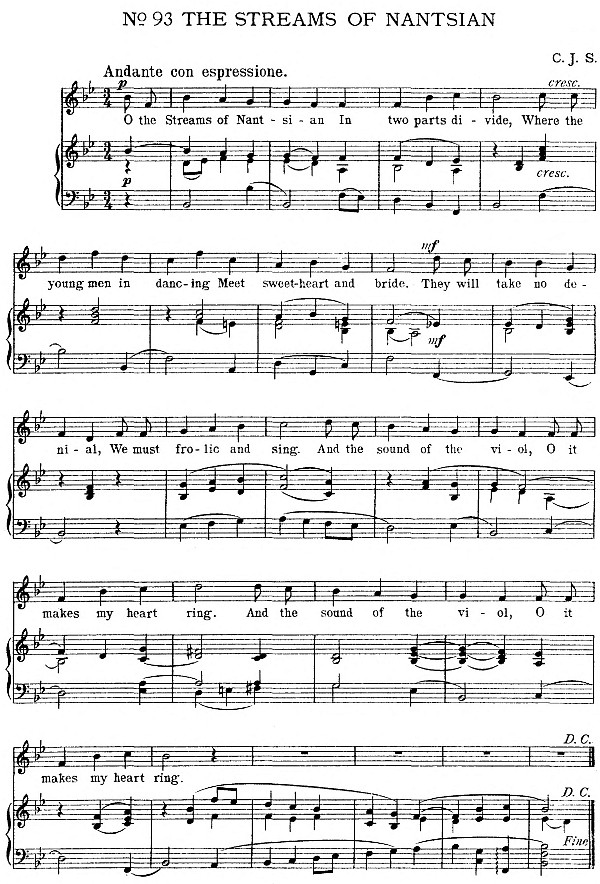 No 93 THE STREAMS OF NANTSIAN
C. J. S.
Andante con espressione.
p
cresc.
O the Streams of Nant - si - an In two parts di - vide, Where the
p
cresc.
mf
young men in danc - ing Meet sweet-heart and bride. They will take no de-
mf
ni - al, We must fro - lic and sing. And the sound of the vi - ol, O it
makes my heart ring. And the sound of the vi - ol, O it
D. C.
makes my heart ring.
D. C.
Fine